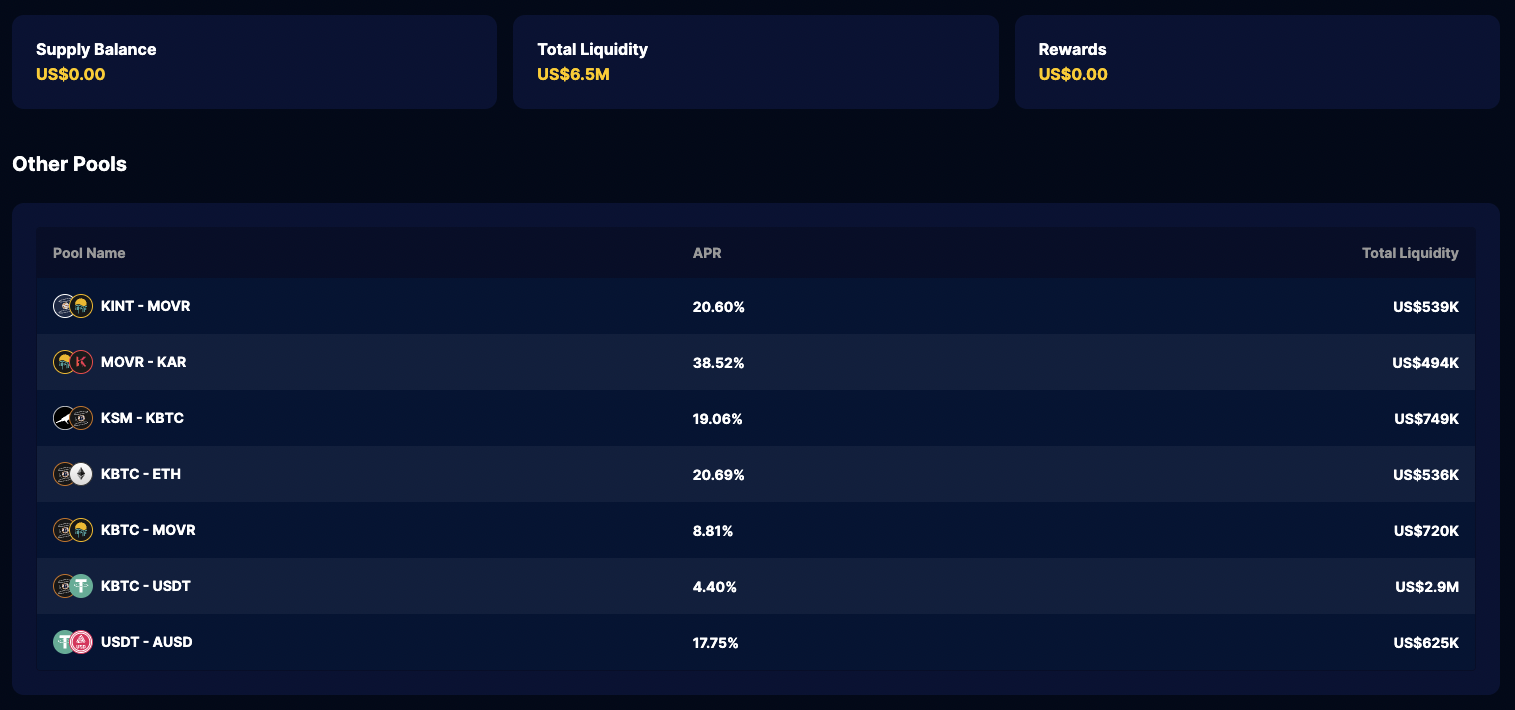 Supply Balance
US$0.00
Total Liquidity
US$6.5M
Rewards
US$0.00
Other Pools
Pool Name APR Total Liquidity
KINT - MOVR 20.60% US$539K
MOVR - KAR 38.52% US$494K
KSM - KBTC 19.06% US$749K
KBTC - ETH 20.69% US$536K
KBTC - MOVR 8.81% US$720K
KBTC - USDT 4.40% US$2.9M
USDT - AUSD 17.75% US$625K